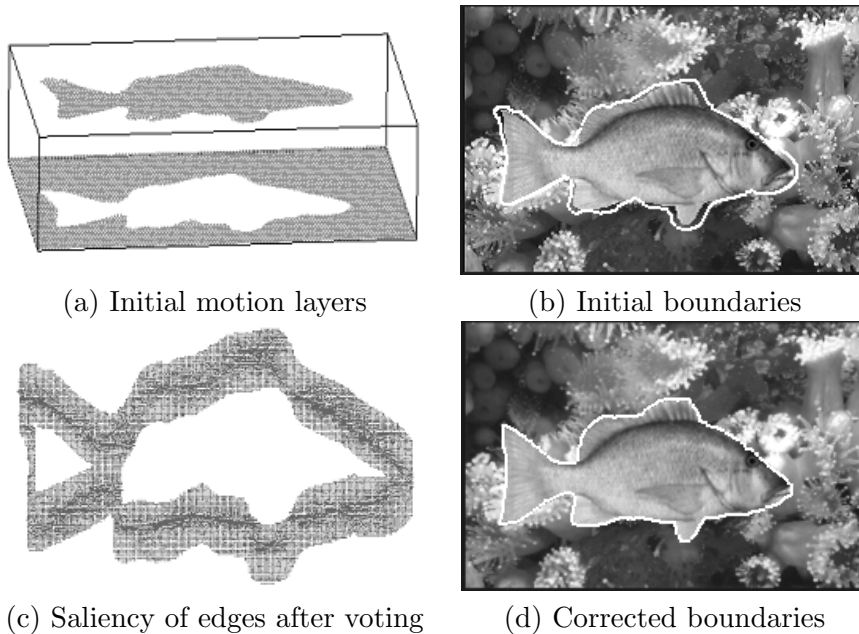 (a) Initial motion layers
(b) Initial boundaries
(c) Saliency of edges after voting
(d) Corrected boundaries